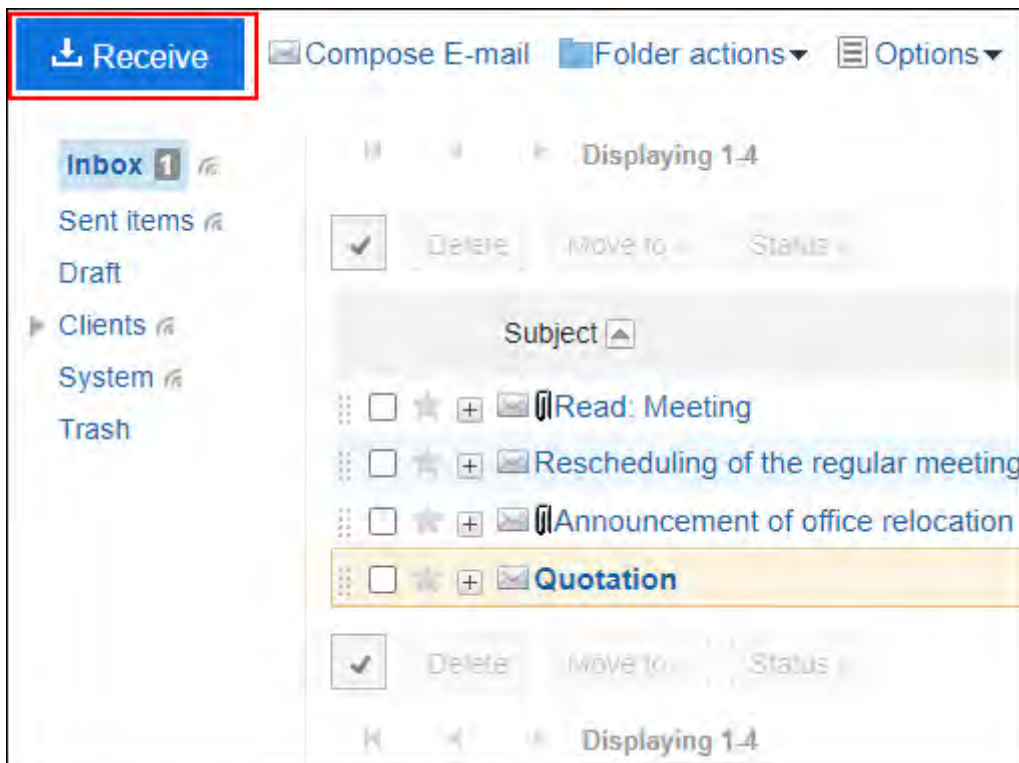 Receive Compose E-mail Folder actions Options
Inbox 1
Displaying 1-4
Sent items
Delete Move to Status
Draft
Clients
Subject
System
Read: Meeting
Trash
Rescheduling of the regular meeting
Announcement of office relocation
Quotation
Delete Move to Status
Displaying 1-4